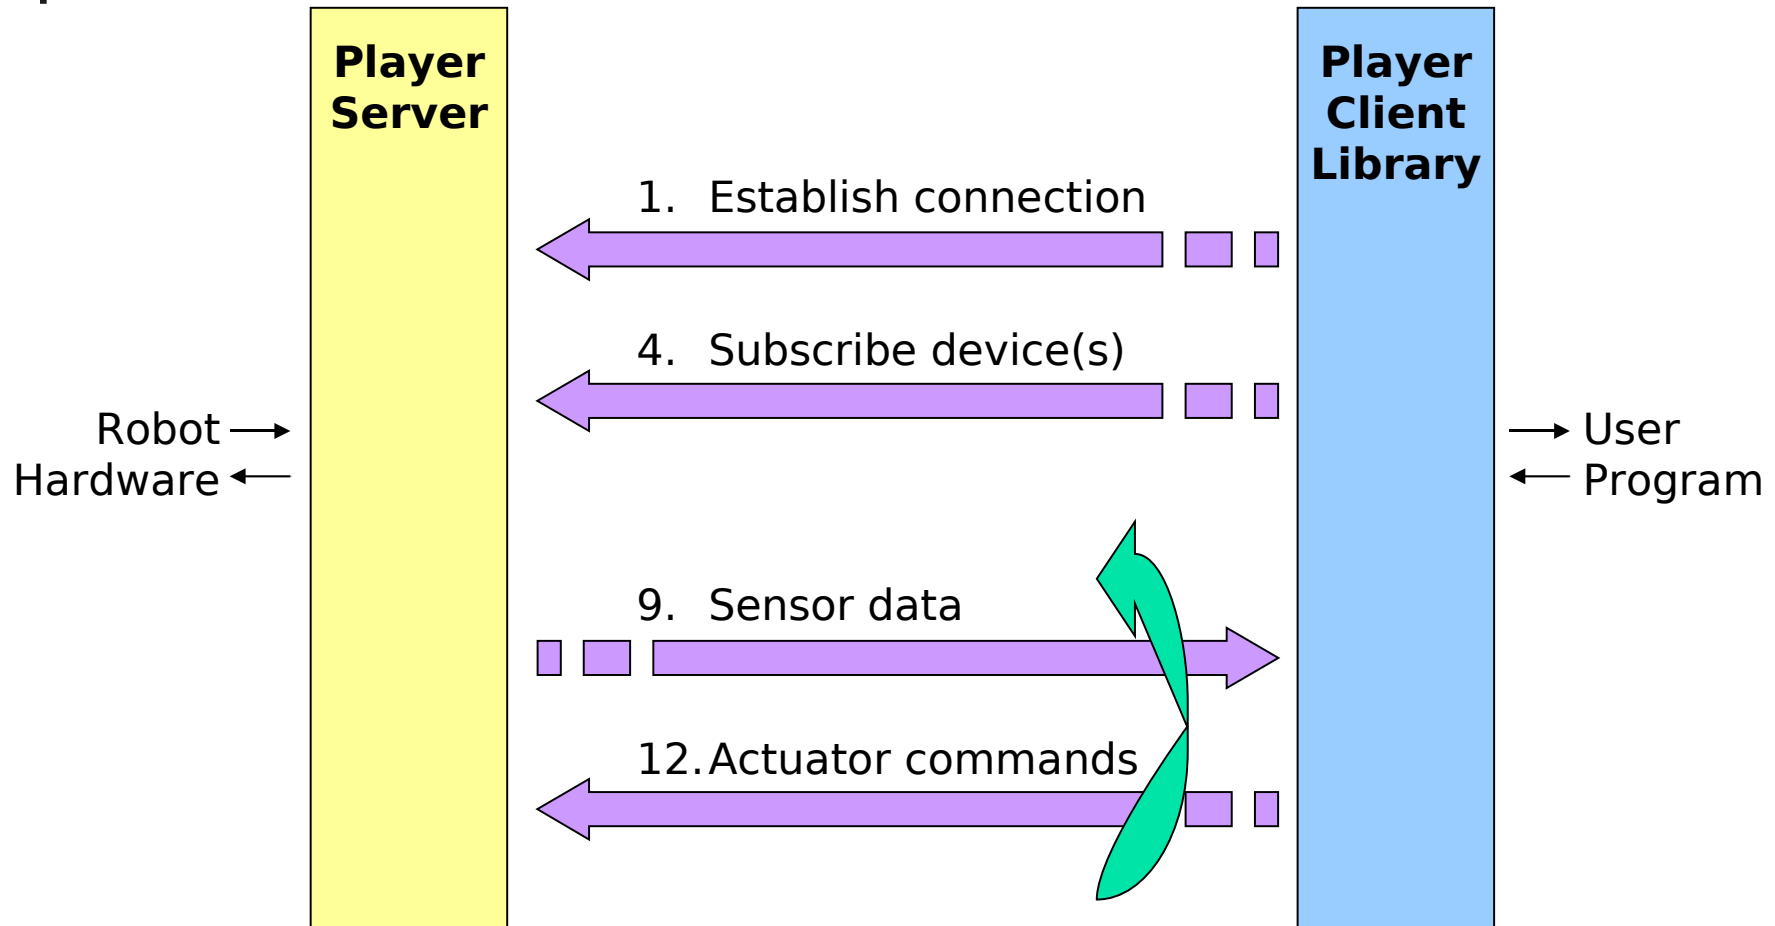 Player
Server
Player
Client
Library
1. Establish connection
4. Subscribe device(s)
Robot
Hardware
User
Program
9. Sensor data
12. Actuator commands